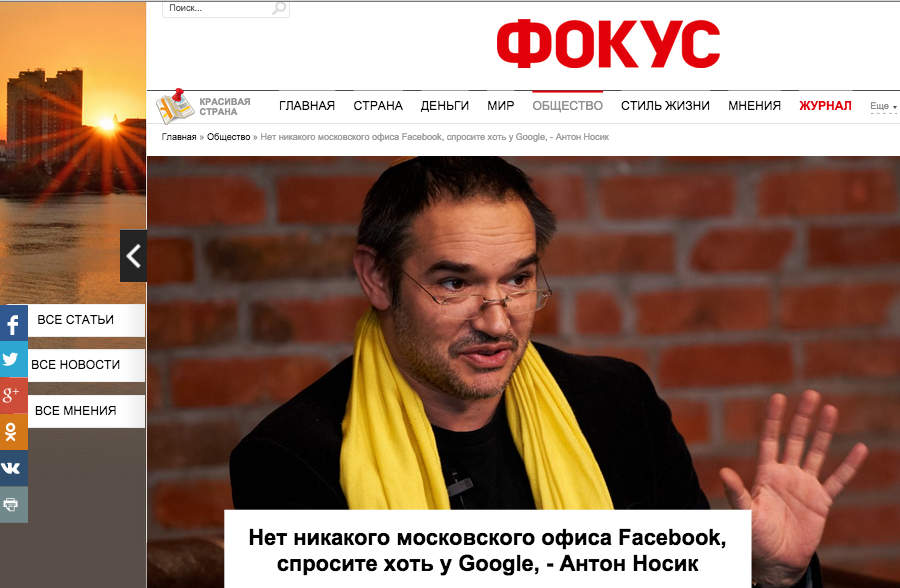 Поиск...
ФОКУС
КРАСИВАЯ
СТРАНА
ГЛАВНАЯ СТРАНА ДЕНЬГИ МИР ОБЩЕСТВО СТИЛЬ ЖИЗНИ МНЕНИЯ ЖУРНАЛ Еще
Главная » Общество » Нет никакого московского офиса Facebook, спросите хоть у Google, - Антон Носик
ВСЕ СТАТЬИ
ВСЕ НОВОСТИ
ВСЕ МНЕНИЯ
Нет никакого московского офиса Facebook,
спросите хоть у Google, - Антон Носик